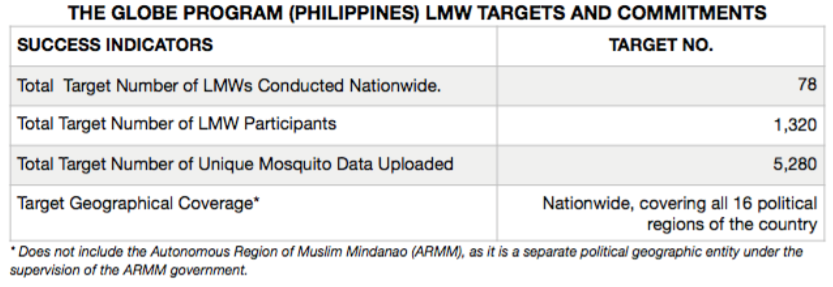 THE GLOBE PROGRAM (PHILIPPINES) LMW TARGETS AND COMMITMENTS
SUCCESS INDICATORS TARGET NO.
Total Target Number of LMWs Conducted Nationwide. 78
Total Target Number of LMW Participants 1,320
Total Target Number of Unique Mosquito Data Uploaded 5,280
Target Geographical Coverage* Nationwide, covering all 16 political
regions of the country
* Does not include the Autonomous Region of Muslim Mindanao (ARMM), as it is a separate political geographic entity under the
supervision of the ARMM government.